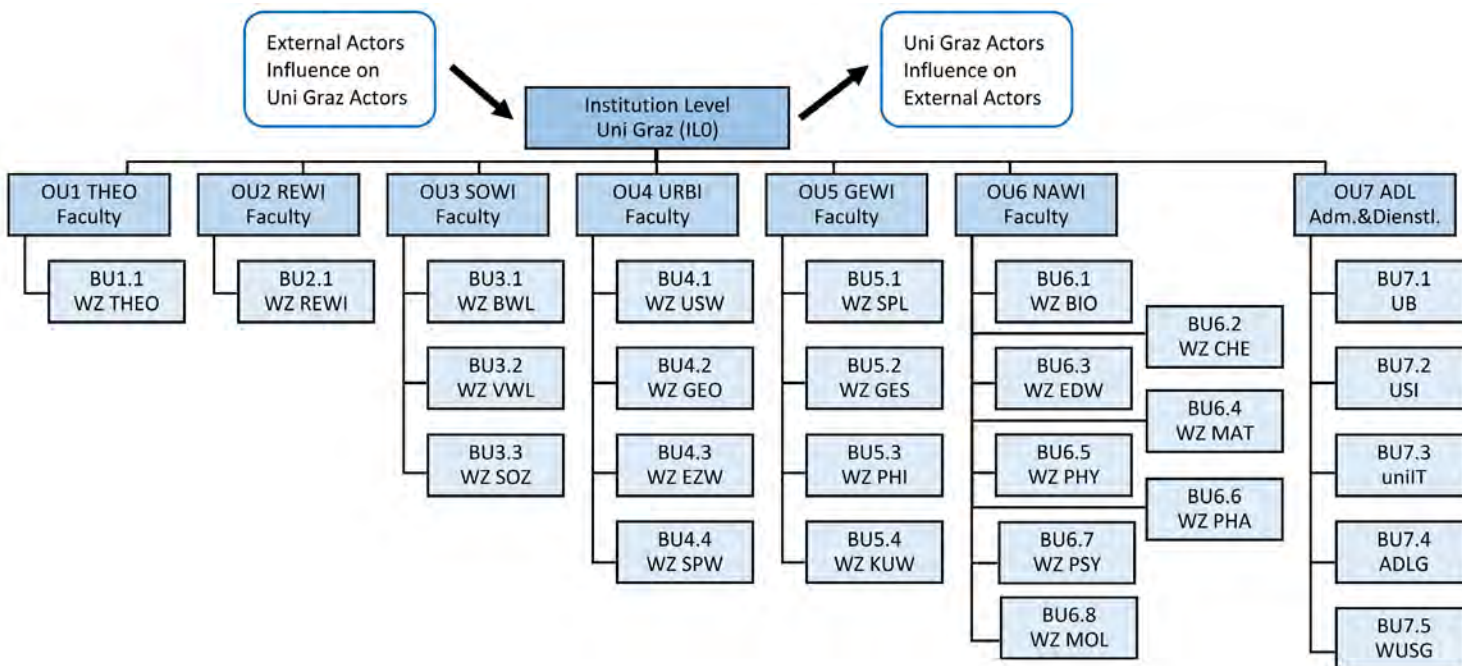 External Actors
Influence on
Uni Graz Actors
Uni Graz Actors
Influence on
External Actors
Institution Level
Uni Graz (IL0)
OU1 THEO
Faculty
OU2 REWI
Faculty
OU3 SOWI
Faculty
OU4 URBI
Faculty
OU5 GEWI
Faculty
OU6 NAWI
Faculty
OU7 ADL
Adm.&Dienstl.
BU1.1
WZ THEO
BU2.1
WZ REWI
BU3.1
WZ BWL
BU3.2
WZ VWL
BU3.3
WZ SOZ
BU4.1
WZ USW
BU4.2
WZ GEO
BU4.3
WZ EZW
BU4.4
WZ SPW
BU5.1
WZ SPL
BU5.2
WZ GES
BU5.3
WZ PHI
BU5.4
WZ KUW
BU6.1
WZ BIO
BU6.2
WZ CHE
BU6.3
WZ EDW
BU6.4
WZ MAT
BU6.5
WZ PHY
BU6.6
WZ PHA
BU6.7
WZ PSY
BU6.8
WZ MOL
BU7.1
UB
BU7.2
USI
BU7.3
uniIT
BU7.4
ADLG
BU7.5
WUSG